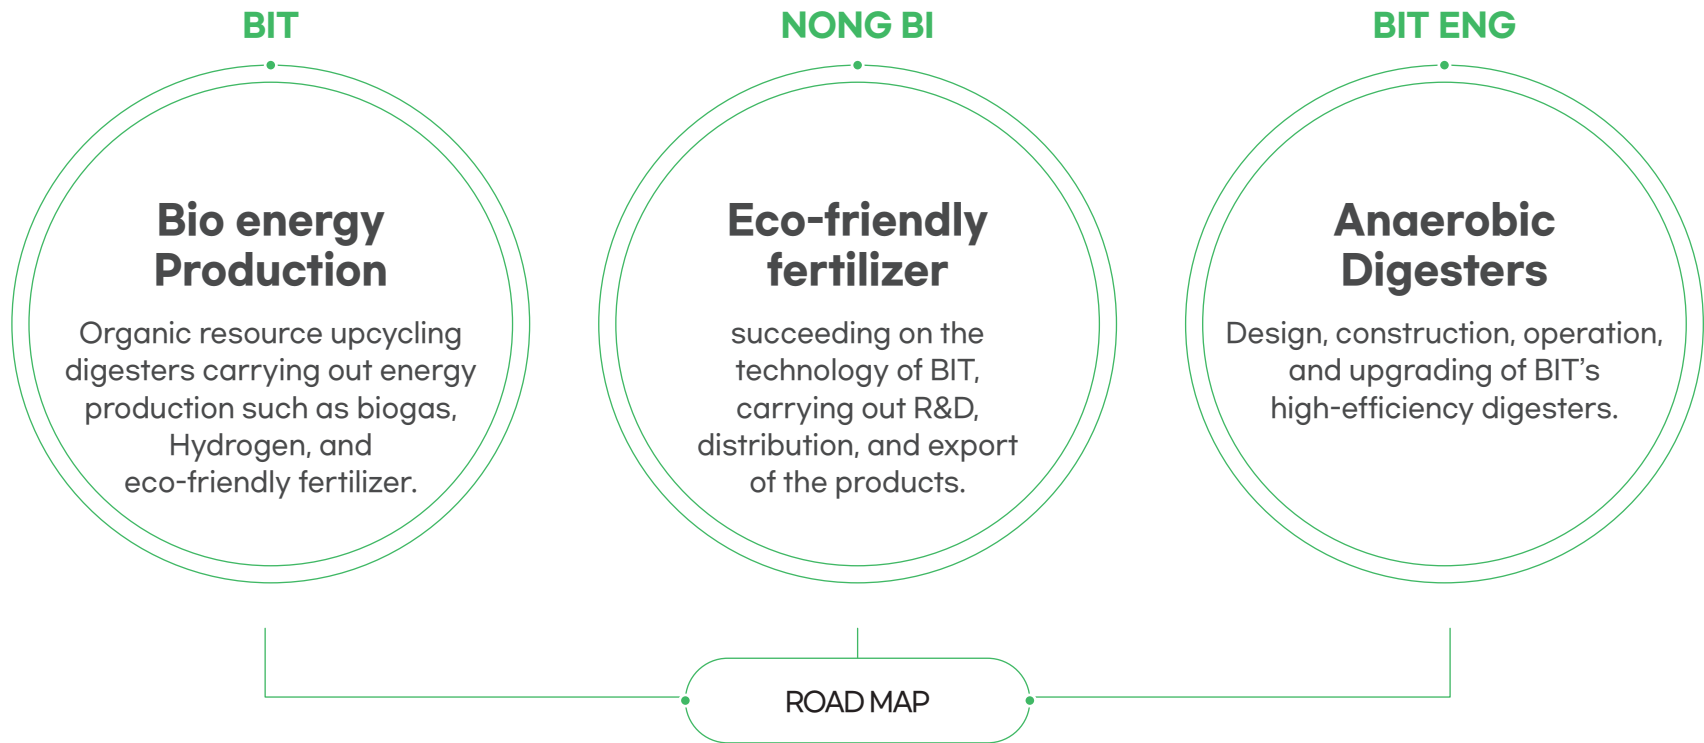 BIT
Bio energy
Production
Organic resource upcycling
digesters carrying out energy
production such as biogas,
Hydrogen, and
eco-friendly fertilizer.
NONG BI
Eco-friendly
fertilizer
succeeding on the
technology of BIT,
carrying out R&D,
distribution, and export
of the products.
BIT ENG
Anaerobic
Digesters
Design, construction, operation,
and upgrading of BIT’s
high-efficiency digesters.
ROAD MAP